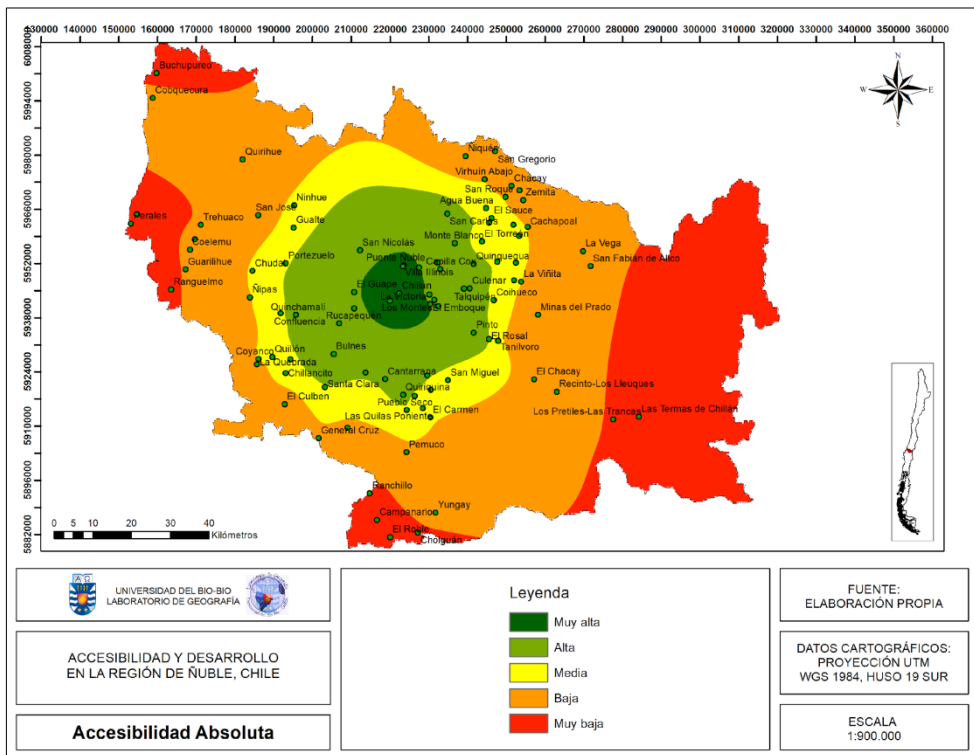 130000 140000 150000 160000 170000 180000 190000 200000 210000 220000 230000 240000 250000 260000 270000 280000 290000 300000 310000 320000 330000 340000 350000 360000
6008000
5994000
5980000
5966000
5952000
5938000
5924000
5910000
5896000
588200
N
W
E
S
Buchupureo
Cobquecura
Quirihue
Niquén
San Gregorio
Virhuín Abajo
Chacay
San Roque
Zemita
Agua Buena
El Sauce
San Carlos
Cachapoal
Monte Blanco
El Torreón
Ninhue
San José
Gualte
Perales
Trehuaco
Coelemu
Guarilihue
Ranguelmo
San Nicolás
Portezuelo
Chudal
Puente Ñuble
Capilla Cox
Quinquegua
Villa Illinois
La Vega
San Fabián de Alico
La Viñita
Culenar
El Guape
Chillán
Ñipas
La Victoria
Talquipén
Coihueco
Quinchamalí
Los Montes
El Emboque
Minas del Prado
Confluencia
Rucapequen
Pinto
El Rosal
Tanilvoro
Bulnes
Coyanco
Quillón
La Quebrada
Chillancito
Cantarrana
San Miguel
El Chacay
Recinto-Los Lleuques
Santa Clara
Quiriquina
El Culben
Pueblo Seco
El Carmen
Las Quilas Poniente
Los Pretiles-Las Trancas
Las Termas de Chillán
General Cruz
Pemuco
Ranchillo
Campanario
Yungay
El Roble
Cholguán
0 5 10 20 30 40
Kilómetros
UNIVERSIDAD DEL BIO-BIO
LABORATORIO DE GEOGRAFÍA
ACCESIBILIDAD Y DESARROLLO
EN LA REGIÓN DE ÑUBLE, CHILE
Accesibilidad Absoluta
Leyenda
Muy alta
Alta
Media
Baja
Muy baja
FUENTE:
ELABORACIÓN PROPIA
DATOS CARTOGRÁFICOS:
PROYECCIÓN UTM
WGS 1984, HUSO 19 SUR
ESCALA
1:900.000